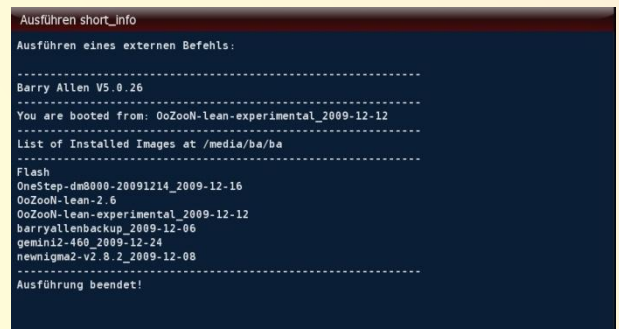 Ausführen short_info
Ausführen eines externen Befehls:
--------------------------------------------------------------
Barry Allen V5.0.26
--------------------------------------------------------------
You are booted from: OoZooN-lean-experimental_2009-12-12
--------------------------------------------------------------
List of Installed Images at /media/ba/ba
--------------------------------------------------------------
Flash
OneStep-dm8000-20091214_2009-12-16
OoZooN-lean-2.6
OoZooN-lean-experimental_2009-12-12
barryallenbackup_2009-12-06
gemini2-460_2009-12-24
newnigma2-v2.8.2_2009-12-08
--------------------------------------------------------------
Ausführung beendet!